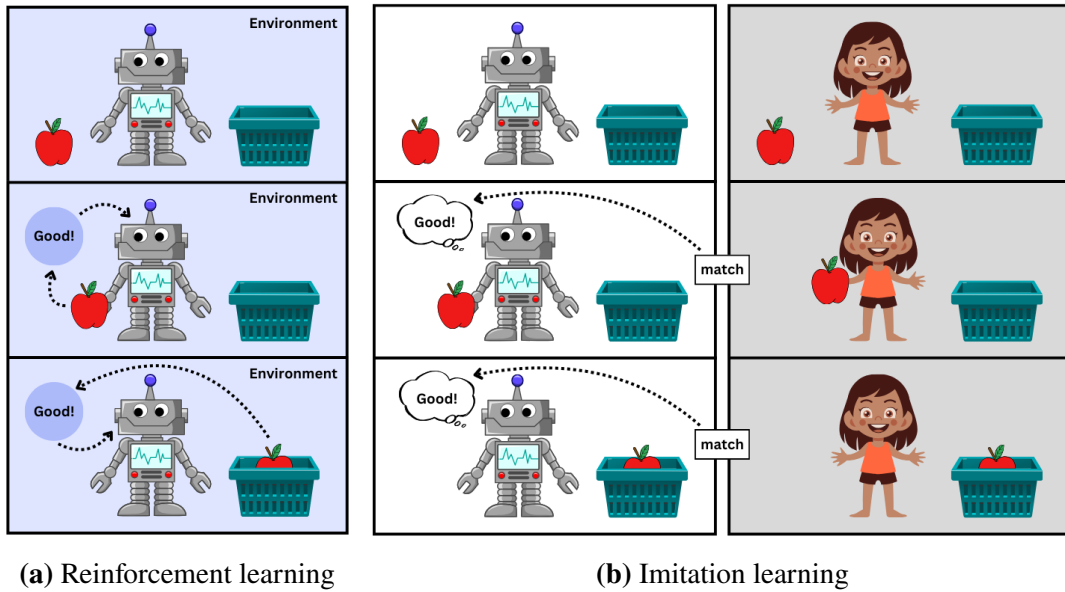 Environment
Environment
Good!
Environment
Good!
Good!
match
Good!
match
(a) Reinforcement learning
(b) Imitation learning